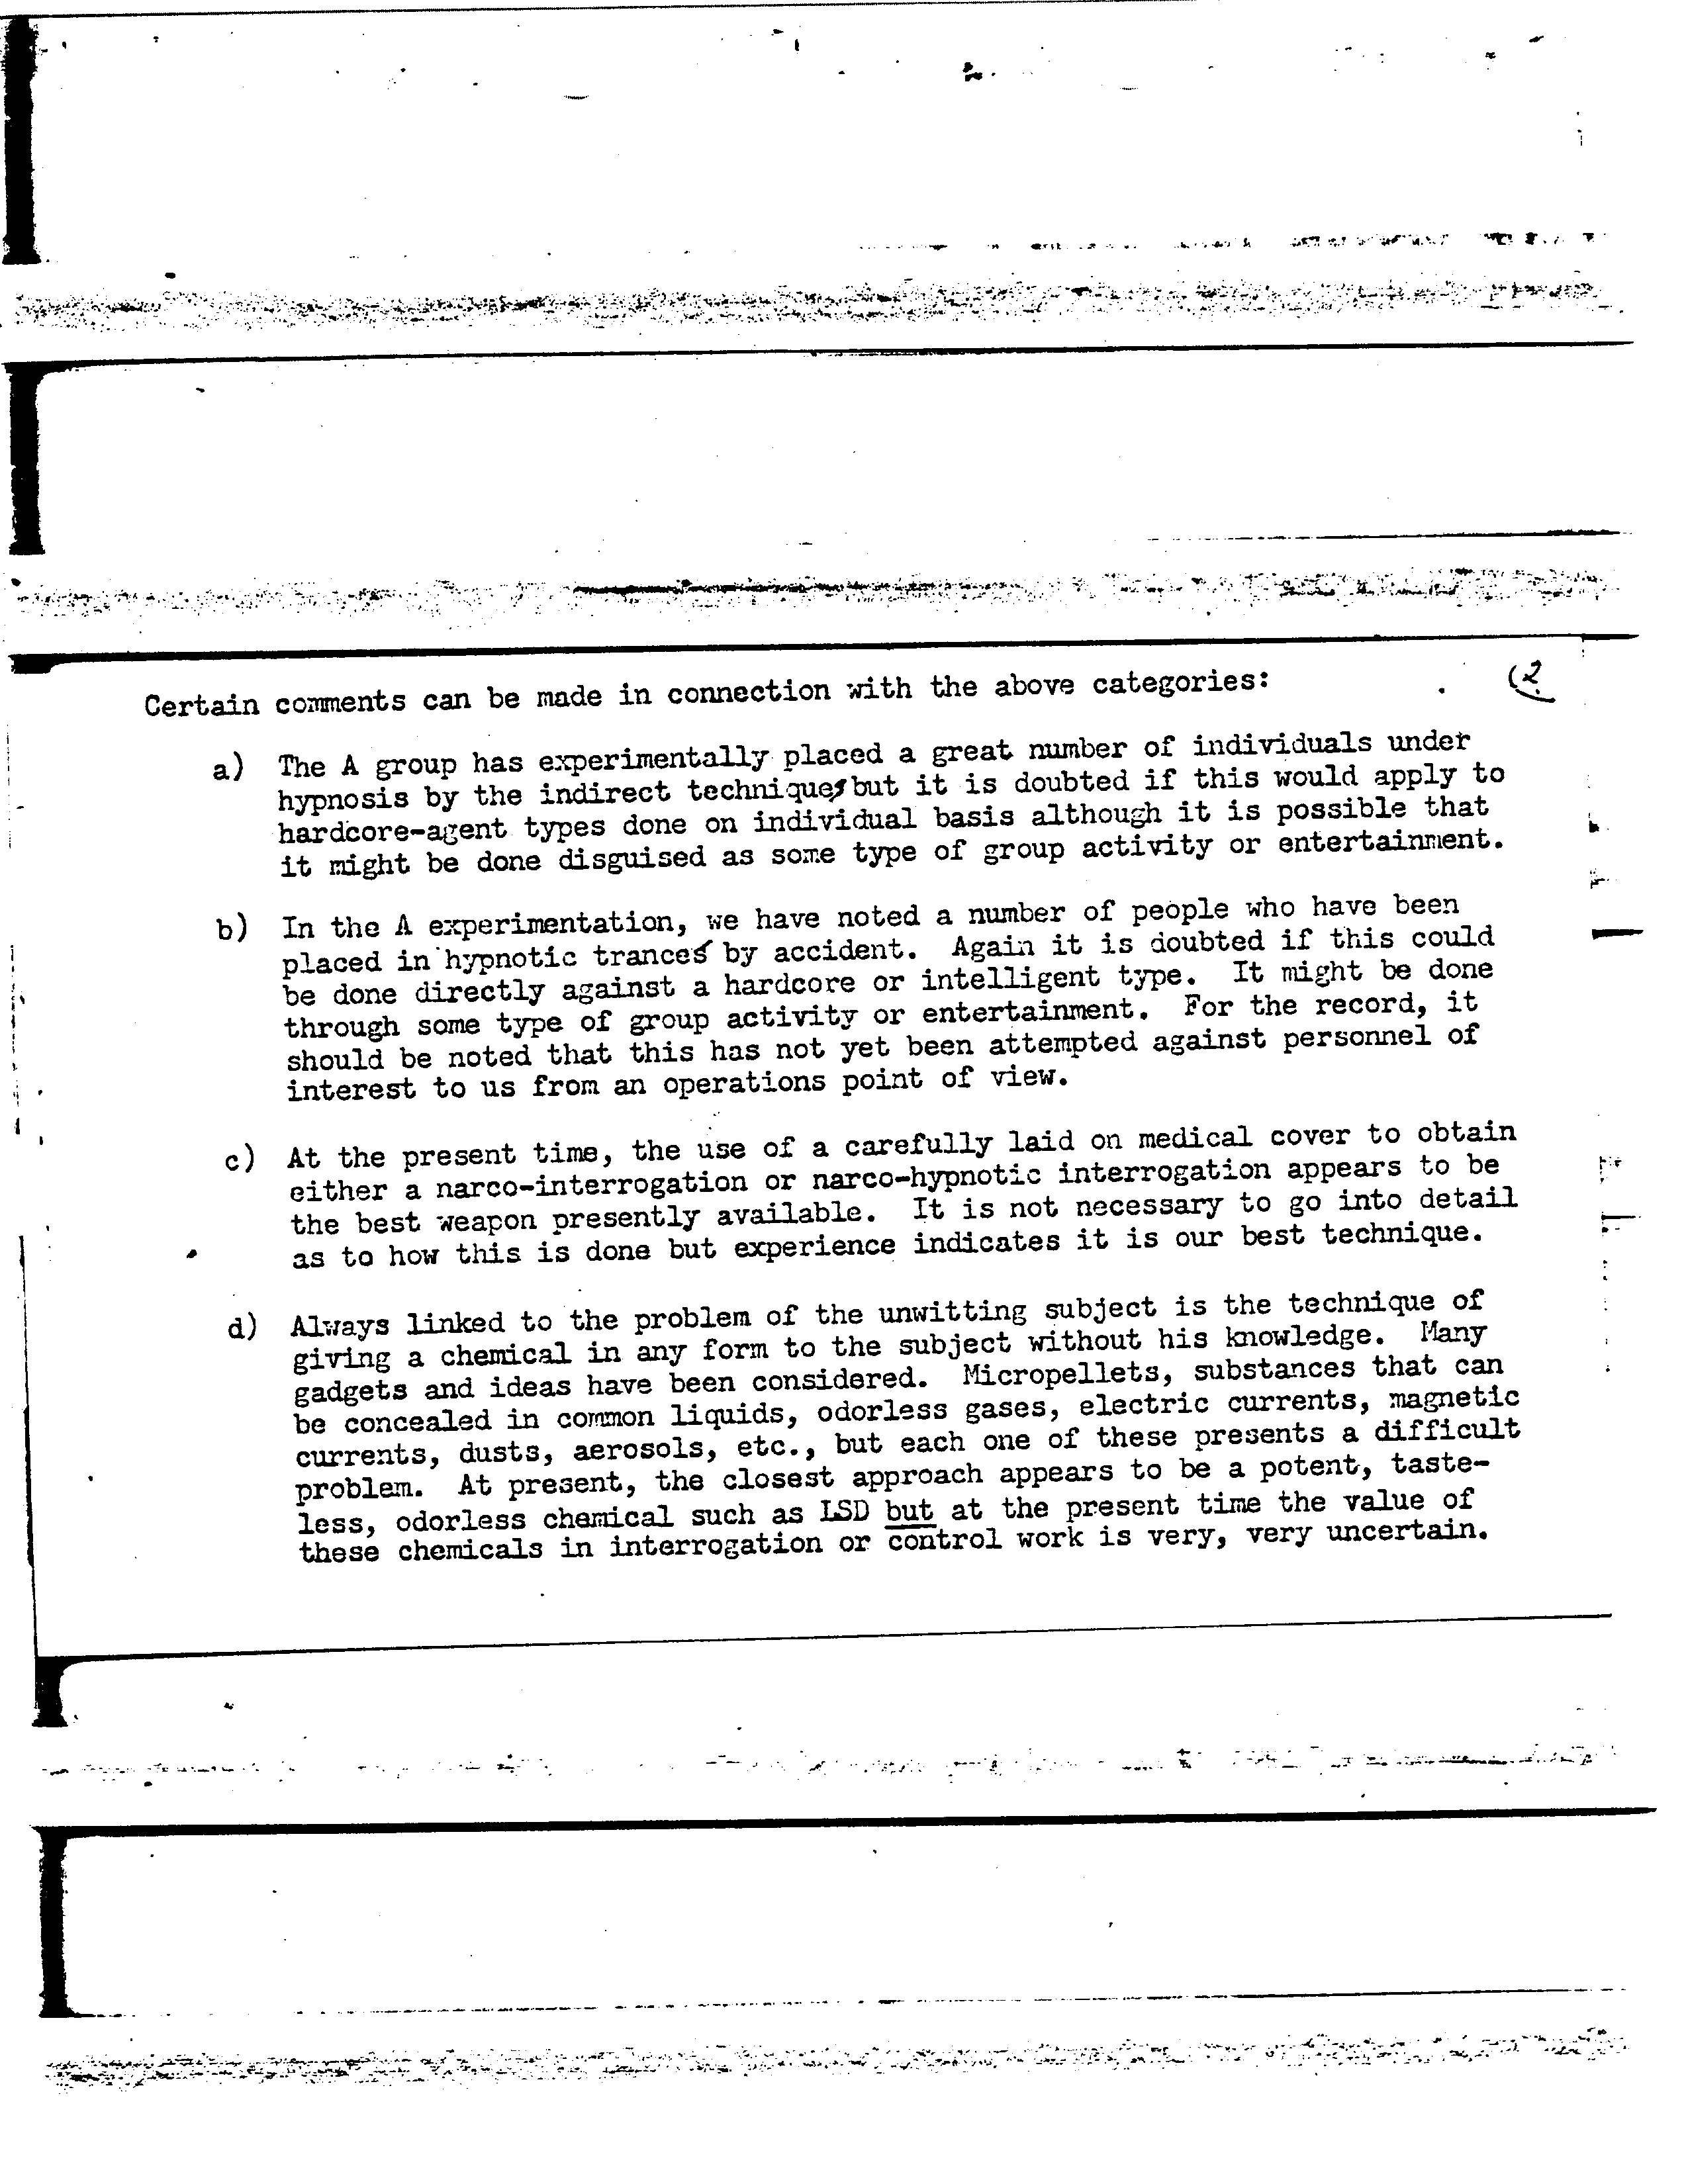 Certain comments can be made in connection with the above categories:
(2
a) The A group has experimentally placed a great number of individuals under
hypnosis by the indirect technique, but it is doubted if this would apply to
hardcore-agent types done on individual basis although it is possible that
it might be done disguised as some type of group activity or entertainment.
b) In the A experimentation, we have noted a number of people who have been
placed in hypnotic trances by accident. Again it is doubted if this could
be done directly against a hardcore or intelligent type. It might be done
through some type of group activity or entertainment. For the record, it
should be noted that this has not yet been attempted against personnel of
interest to us from an operations point of view.
c) At the present time, the use of a carefully laid on medical cover to obtain
either a narco-interrogation or narco-hypnotic interrogation appears to be
the best weapon presently available. It is not necessary to go into detail
as to how this is done but experience indicates it is our best technique.
d) Always linked to the problem of the unwitting subject is the technique of
giving a chemical in any form to the subject without his knowledge. Many
gadgets and ideas have been considered. Micropellets, substances that can
be concealed in common liquids, odorless gases, electric currents, magnetic
currents, dusts, aerosols, etc., but each one of these presents a difficult
problem. At present, the closest approach appears to be a potent, taste-
less, odorless chemical such as LSD but at the present time the value of
these chemicals in interrogation or control work is very, very uncertain.